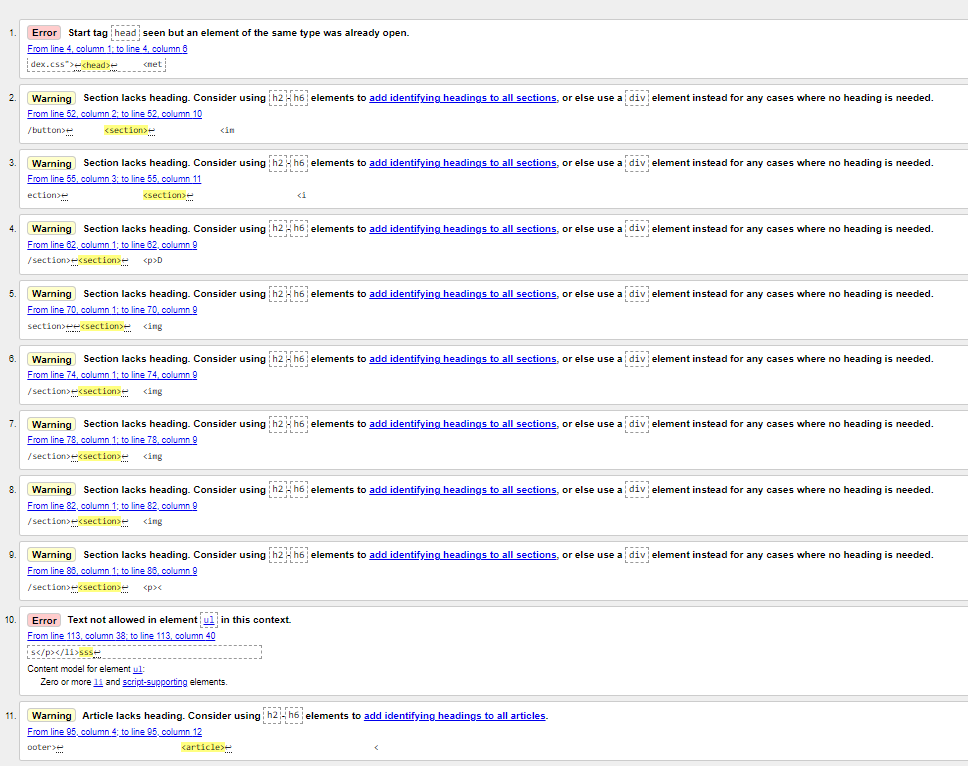 1. Error Start tag head seen but an element of the same type was already open.
From line 4, column 1; to line 4, column 6
dex.css">↩<head>↩ <met
2. Warning Section lacks heading. Consider using h2-h6 elements to add identifying headings to all sections, or else use a div element instead for any cases where no heading is needed.
From line 52, column 2; to line 52, column 10
/button>↩ <section>↩ <im
3. Warning Section lacks heading. Consider using h2-h6 elements to add identifying headings to all sections, or else use a div element instead for any cases where no heading is needed.
From line 55, column 3; to line 55, column 11
ection>↩ <section>↩ <i
4. Warning Section lacks heading. Consider using h2-h6 elements to add identifying headings to all sections, or else use a div element instead for any cases where no heading is needed.
From line 62, column 1; to line 62, column 9
/section>↩<section>↩ <p>D
5. Warning Section lacks heading. Consider using h2-h6 elements to add identifying headings to all sections, or else use a div element instead for any cases where no heading is needed.
From line 70, column 1; to line 70, column 9
section>↩↩<section>↩ <img
6. Warning Section lacks heading. Consider using h2-h6 elements to add identifying headings to all sections, or else use a div element instead for any cases where no heading is needed.
From line 74, column 1; to line 74, column 9
/section>↩<section>↩ <img
7. Warning Section lacks heading. Consider using h2-h6 elements to add identifying headings to all sections, or else use a div element instead for any cases where no heading is needed.
From line 78, column 1; to line 78, column 9
/section>↩<section>↩ <img
8. Warning Section lacks heading. Consider using h2-h6 elements to add identifying headings to all sections, or else use a div element instead for any cases where no heading is needed.
From line 82, column 1; to line 82, column 9
/section>↩<section>↩ <img
9. Warning Section lacks heading. Consider using h2-h6 elements to add identifying headings to all sections, or else use a div element instead for any cases where no heading is needed.
From line 86, column 1; to line 86, column 9
/section>↩<section>↩ <p><
10. Error Text not allowed in element ul in this context.
From line 113, column 38; to line 113, column 40
s</p></li>sss↩
Content model for element ul:
Zero or more li and script-supporting elements.
11. Warning Article lacks heading. Consider using h2-h6 elements to add identifying headings to all articles.
From line 95, column 4; to line 95, column 12
ooter>↩ <article>↩ <